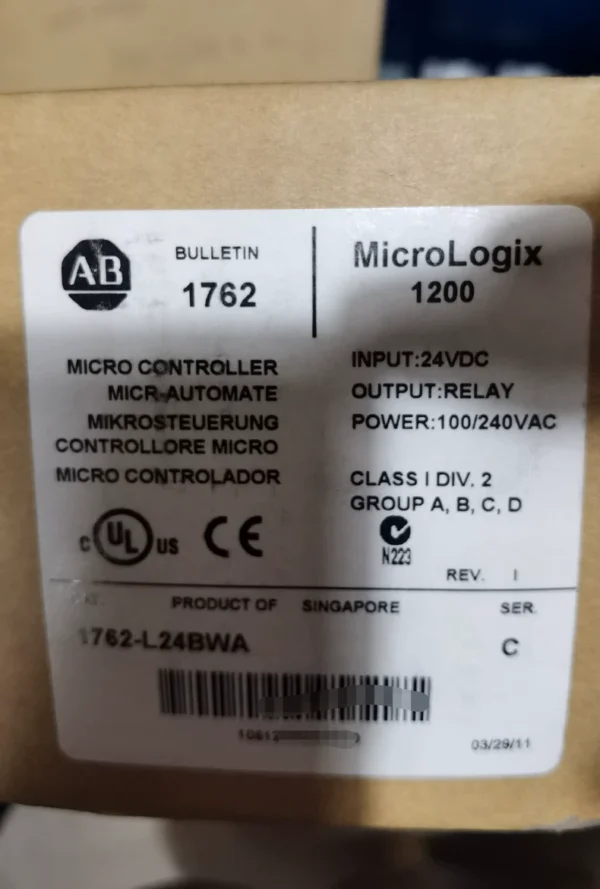 AB
BULLETIN
1762
MicroLogix
1200
MICRO CONTROLLER
MICR-AUTOMATE
MIKROSTEUERUNG
CONTROLLORE MICRO
MICRO CONTROLADOR
INPUT:24VDC
OUTPUT:RELAY
POWER:100/240VAC
CLASS I DIV. 2
GROUP A, B, C, D
c UL US CE
N223
REV. I
CAT. PRODUCT OF SINGAPORE SER.
1762-L24BWA C
03/29/11